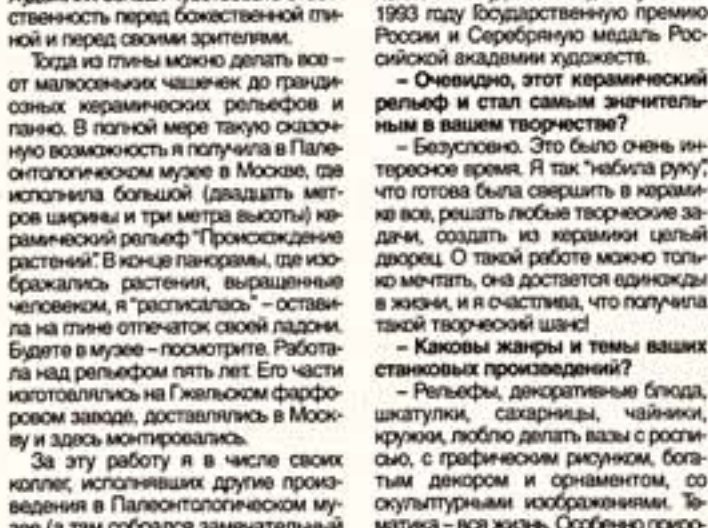 ственность перед божественной гли-
ной и перед своими зрителями.
Тогда из глины можно делать все –
от малюсеньких чашечек до гранди-
озных керамических рельефов и
панно. В полной мере такую сказоч-
ную возможность я получила в Пале-
онтологическом музее в Москве, где
исполнила большой (двадцать мет-
ров ширины и три метра высоты) ке-
рамический рельеф "Происхождение
растений". В конце панорамы, где изо-
бражались растения, выращенные
человеком, я "расписалась" – остави-
ла на глине отпечаток своей ладони.
Будете в музее – посмотрите. Работа-
ла над рельефом пять лет. Его части
изготовлялись на Гжельском фарфо-
ровом заводе, доставлялись в Моск-
ву и здесь монтировались.
За эту работу я в числе своих
коллег, исполнявших другие произ-
ведения в Палеонтологическом му-
зее (а там собрался замечательный
1993 году Государственную премию
России и Серебряную медаль Рос-
сийской академии художеств.
– Очевидно, этот керамический
рельеф и стал самым значитель-
ным в вашем творчестве?
– Безусловно. Это было очень ин-
тересное время. Я так "набила руку",
что готова была свершить в керами-
ке все, решать любые творческие за-
дачи, создать из керамики целый
дворец. О такой работе можно толь-
ко мечтать, она достается единожды
в жизни, и я счастлива, что получила
такой творческий шанс!
– Каковы жанры и темы ваших
станковых произведений?
– Рельефы, декоративные блюда,
шкатулки, сахарницы, чайники,
кружки, люблю делать вазы с роспи-
сью, с графическим рисунком, бога-
тым декором и орнаментом, со
скульптурными изображениями. Те-
матика – вся жизнь. Особенно